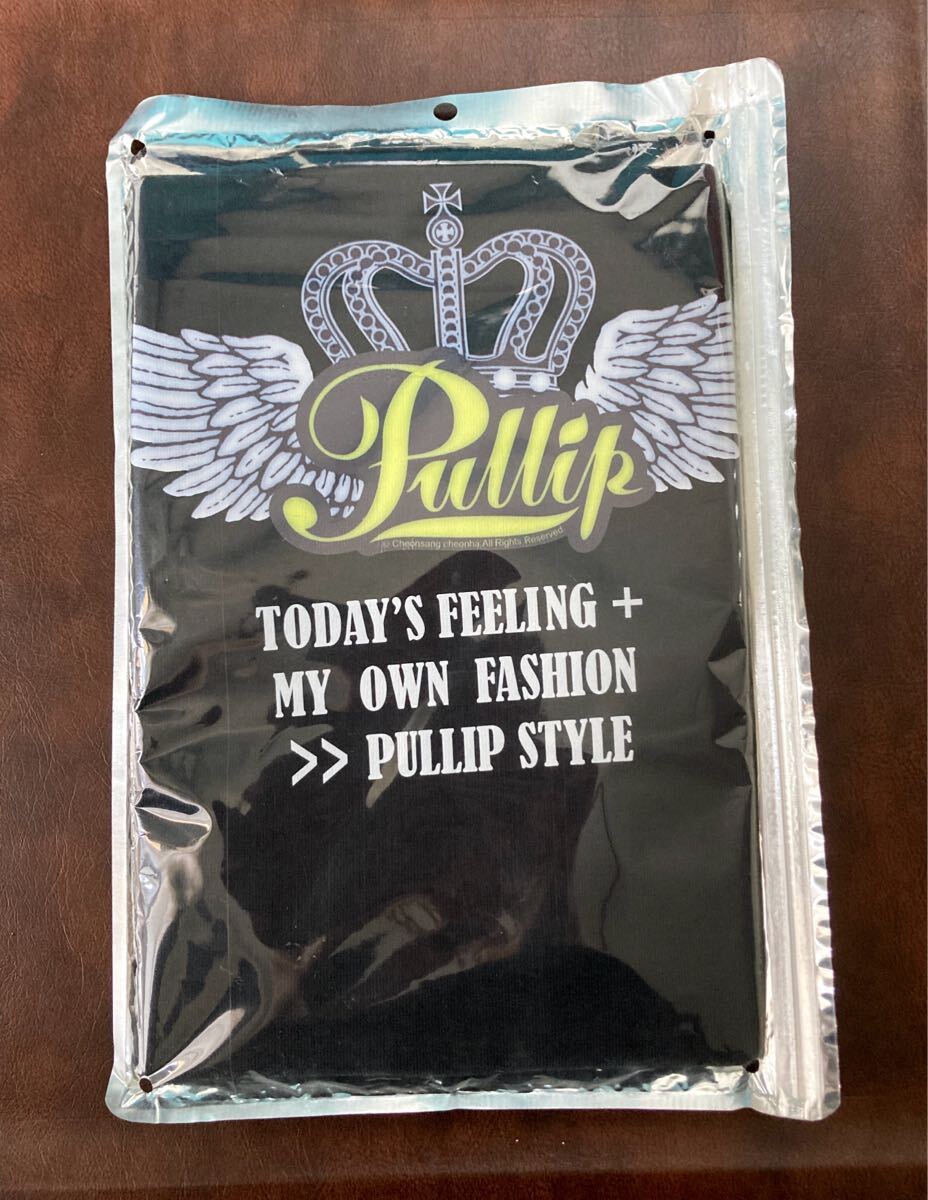 Pullip
© Cheonsang cheonha All Rights Reserved
TODAY'S FEELING +
MY OWN FASHION
>> PULLIP STYLE